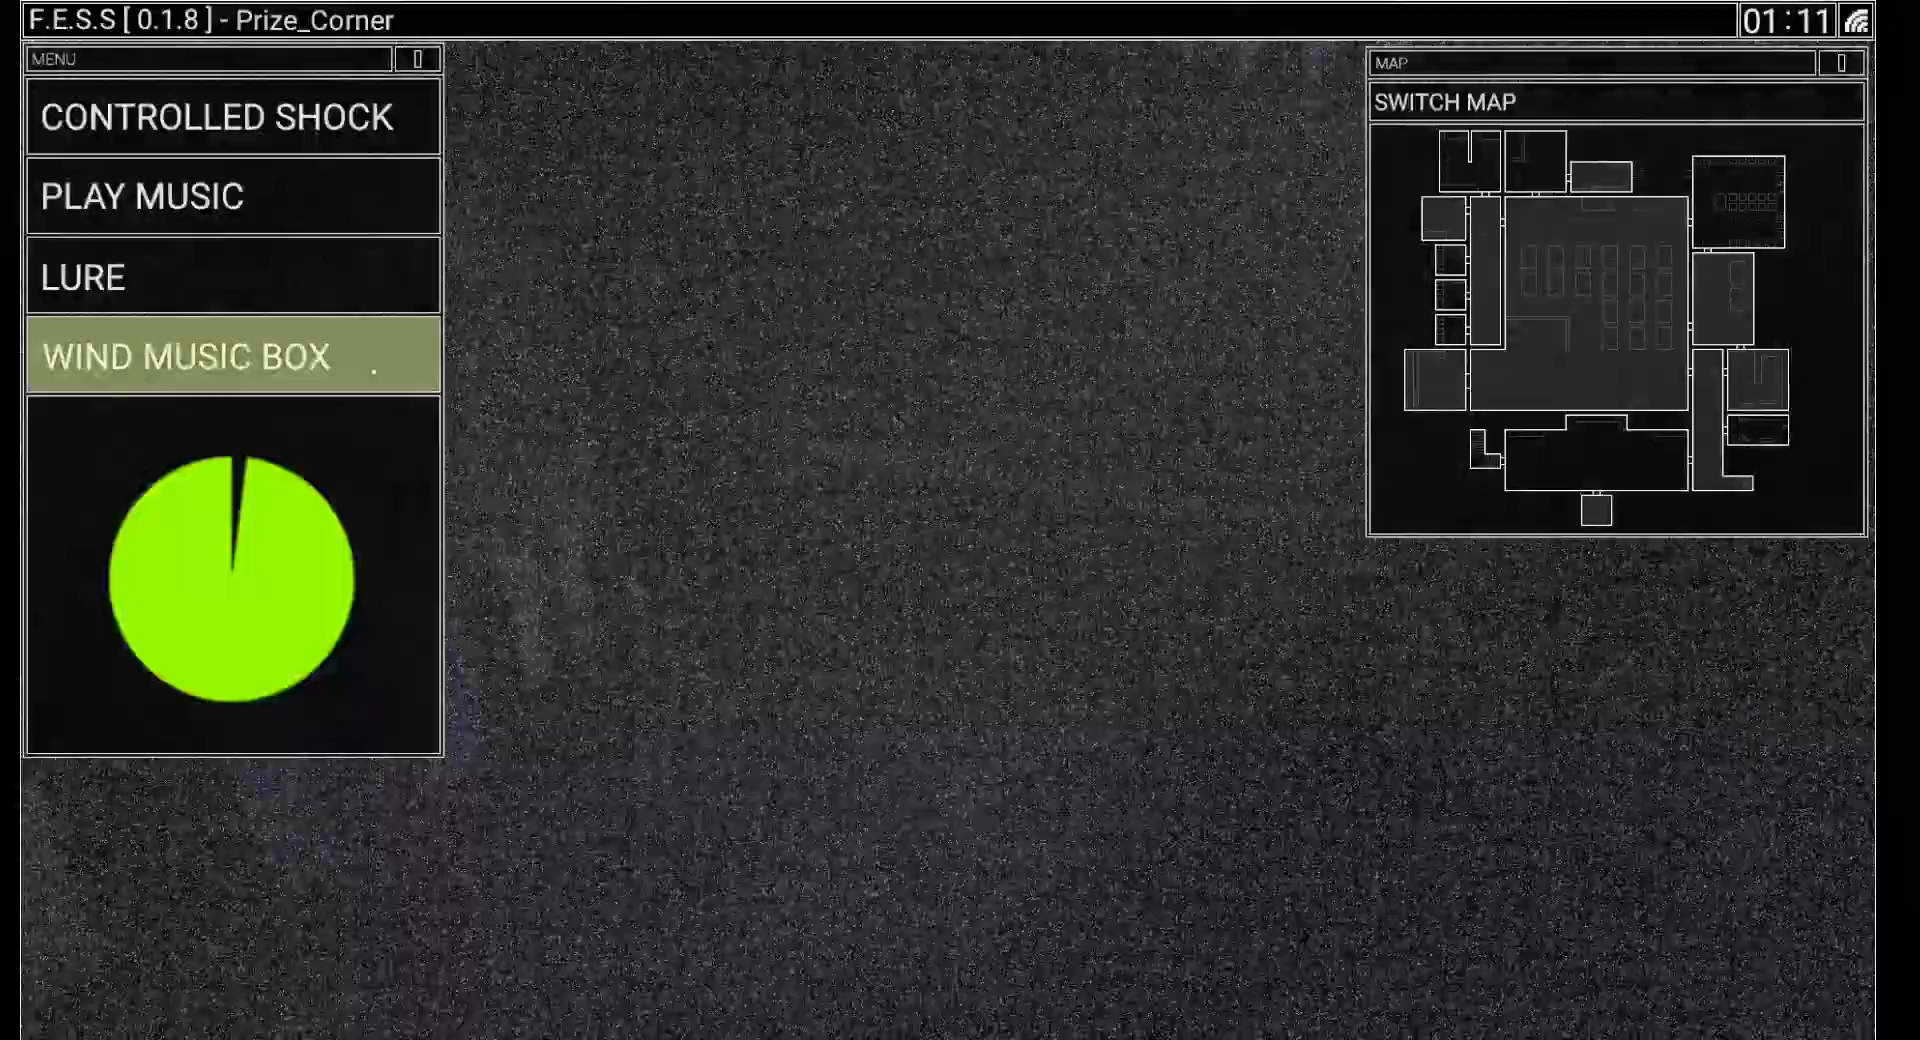 F.E.S.S [ 0.1.8 ] - Prize_Corner
01:11
MENU
CONTROLLED SHOCK
PLAY MUSIC
LURE
WIND MUSIC BOX
MAP
SWITCH MAP